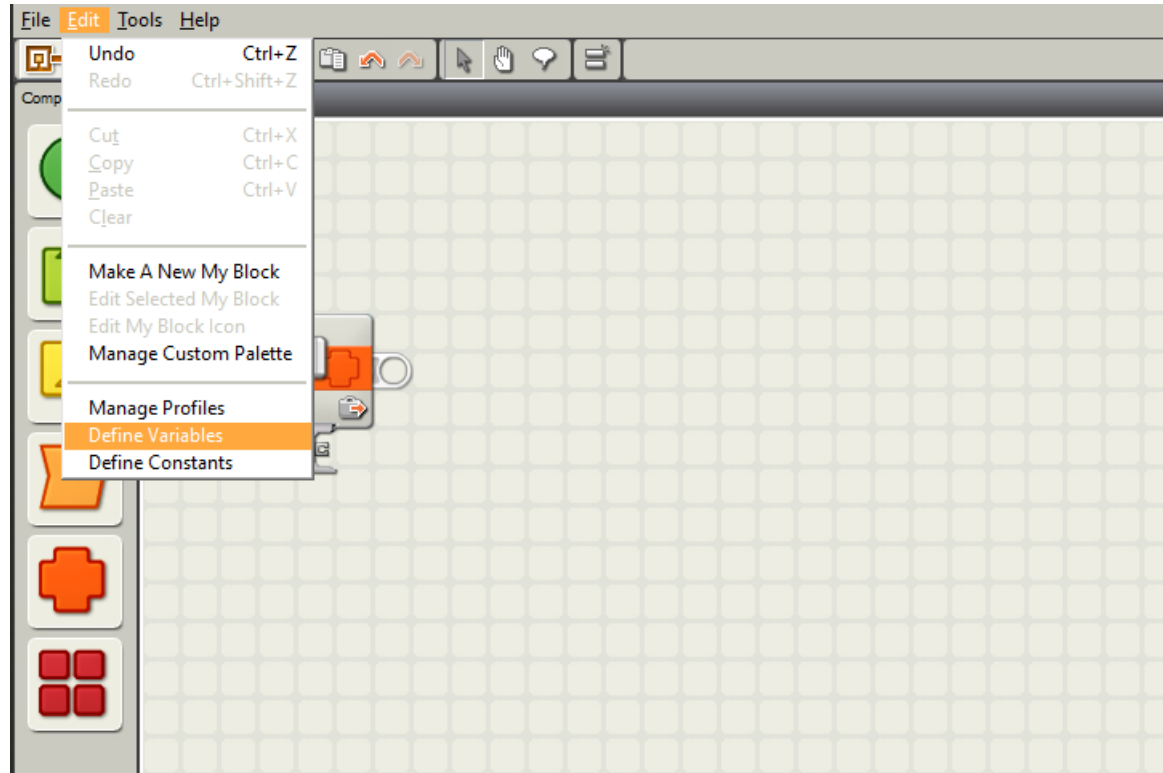 File Edit Tools Help
Undo Ctrl+Z
Redo Ctrl+Shift+Z
Comp
Cut Ctrl+X
Copy Ctrl+C
Paste Ctrl+V
Clear
Make A New My Block
Edit Selected My Block
Edit My Block Icon
Manage Custom Palette
Manage Profiles
Define Variables
C
Define Constants